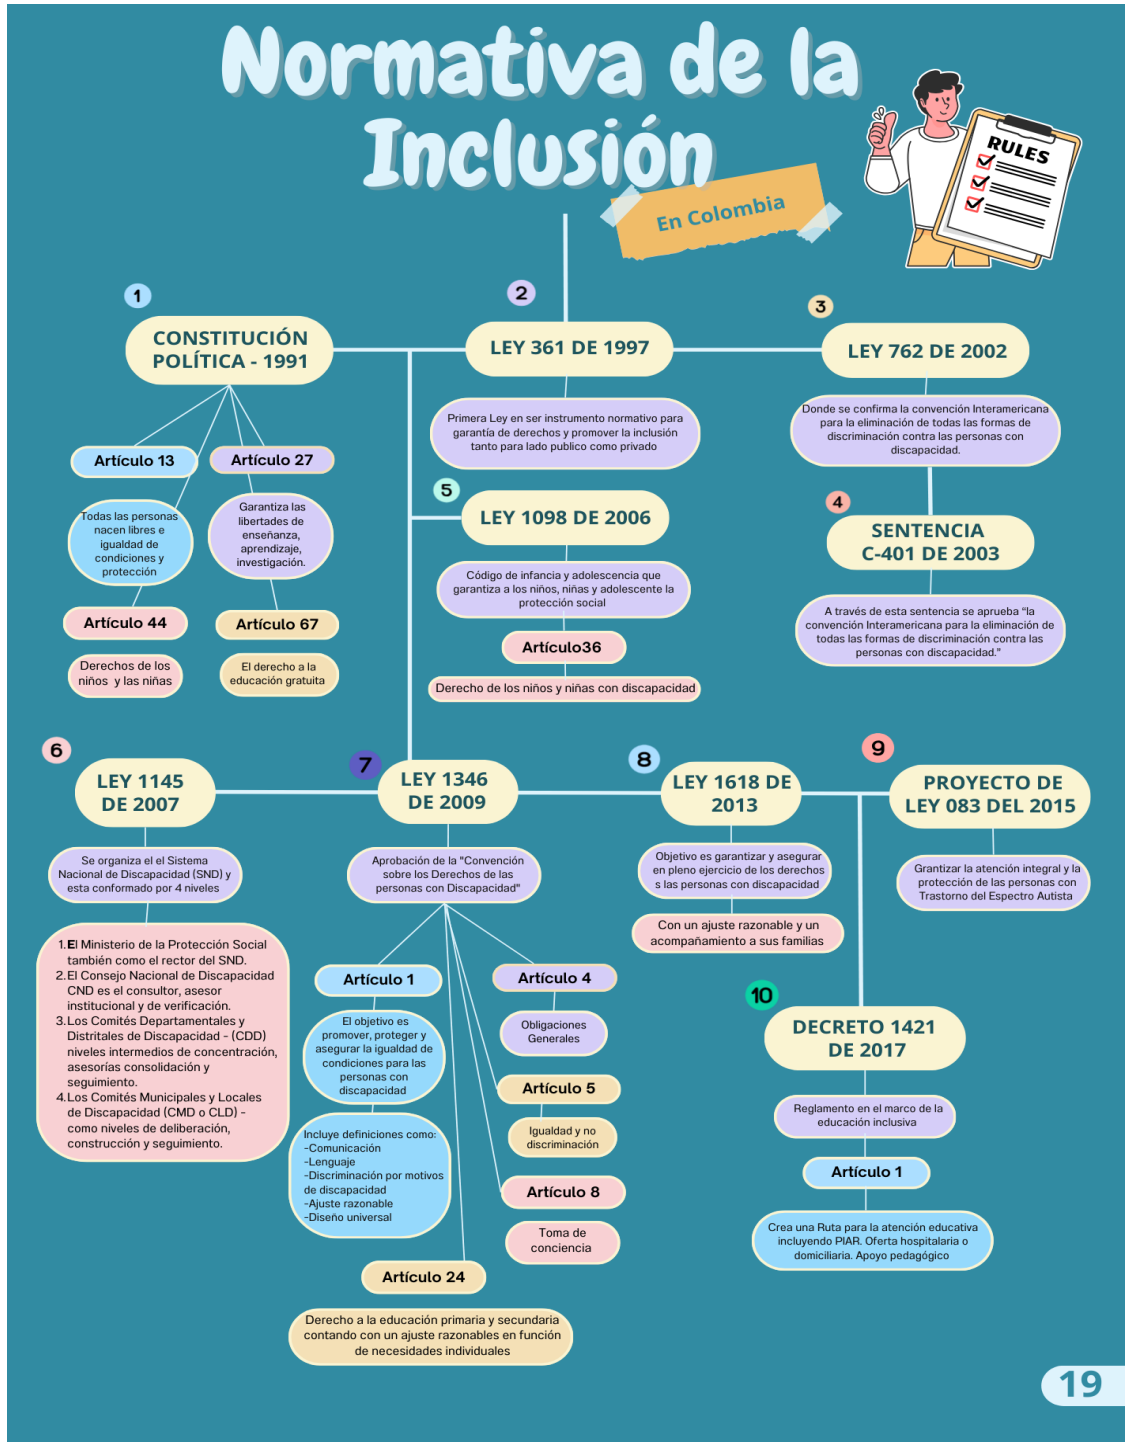 Normativa de la
Inclusión
En Colombia
RULES
1
CONSTITUCIÓN
POLÍTICA - 1991
Artículo 13
Todas las personas
nacen libres e
igualdad de
condiciones y
protección
Artículo 27
Garantiza las
libertades de
enseñanza,
aprendizaje,
investigación.
Artículo 44
Derechos de los
niños y las niñas
Artículo 67
El derecho a la
educación gratuita
2
LEY 361 DE 1997
Primera Ley en ser instrumento normativo para
garantía de derechos y promover la inclusión
tanto para lado publico como privado
3
LEY 762 DE 2002
Donde se confirma la convención Interamericana
para la eliminación de todas las formas de
discriminación contra las personas con
discapacidad.
4
SENTENCIA
C-401 DE 2003
A través de esta sentencia se aprueba “la
convención Interamericana para la eliminación de
todas las formas de discriminación contra las
personas con discapacidad."
5
LEY 1098 DE 2006
Código de infancia y adolescencia que
garantiza a los niños, niñas y adolescente la
protección social
Artículo36
Derecho de los niños y niñas con discapacidad
6
LEY 1145
DE 2007
Se organiza el el Sistema
Nacional de Discapacidad (SND) y
esta conformado por 4 niveles
1. El Ministerio de la Protección Social
también como el rector del SND.
2. El Consejo Nacional de Discapacidad
CND es el consultor, asesor
institucional y de verificación.
3. Los Comités Departamentales y
Distritales de Discapacidad - (CDD)
niveles intermedios de concentración,
asesorías consolidación y
seguimiento.
4. Los Comités Municipales y Locales
de Discapacidad (CMD o CLD) -
como niveles de deliberación,
construcción y seguimiento.
7
LEY 1346
DE 2009
Aprobación de la "Convención
sobre los Derechos de las
personas con Discapacidad"
Artículo 1
El objetivo es
promover, proteger y
asegurar la igualdad de
condiciones para las
personas con
discapacidad
Incluye definiciones como:
-Comunicación
-Lenguaje
-Discriminación por motivos
de discapacidad
-Ajuste razonable
-Diseño universal
Artículo 4
Obligaciones
Generales
Artículo 5
Igualdad y no
discriminación
Artículo 8
Toma de
conciencia
Artículo 24
Derecho a la educación primaria y secundaria
contando con un ajuste razonables en función
de necesidades individuales
8
LEY 1618 DE
2013
Objetivo es garantizar y asegurar
en pleno ejercicio de los derechos
s las personas con discapacidad
Con un ajuste razonable y un
acompañamiento a sus familias
9
PROYECTO DE
LEY 083 DEL 2015
Grantizar la atención integral y la
protección de las personas con
Trastorno del Espectro Autista
10
DECRETO 1421
DE 2017
Reglamento en el marco de la
educación inclusiva
Artículo 1
Crea una Ruta para la atención educativa
incluyendo PIAR. Oferta hospitalaria o
domiciliaria. Apoyo pedagógico
19